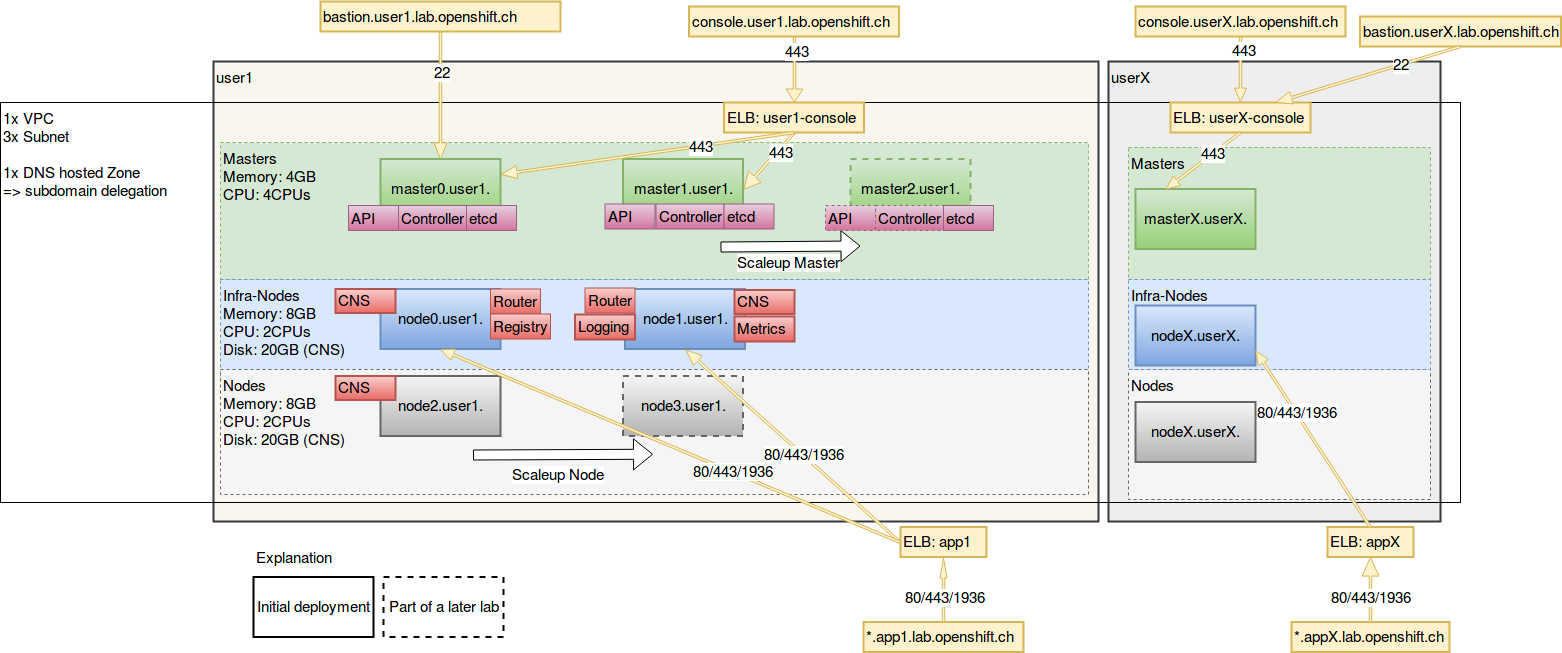 bastion.user1.lab.openshift.ch
console.user1.lab.openshift.ch
console.userX.lab.openshift.ch
bastion.userX.lab.openshift.ch
443
443
22
22
user1
userX
1x VPC
3x Subnet
1x DNS hosted Zone
=> subdomain delegation
ELB: user1-console
ELB: userX-console
443
443
443
Masters
Memory: 4GB
CPU: 4CPUs
master0.user1.
API
Controller
etcd
master1.user1.
API
Controller
etcd
master2.user1.
API
Controller
etcd
Scaleup Master
Masters
masterX.userX.
Infra-Nodes
Memory: 8GB
CPU: 2CPUs
Disk: 20GB (CNS)
CNS
node0.user1.
Router
Registry
Router
Logging
node1.user1.
CNS
Metrics
Infra-Nodes
nodeX.userX.
Nodes
Memory: 8GB
CPU: 2CPUs
Disk: 20GB (CNS)
CNS
node2.user1.
node3.user1.
Scaleup Node
80/443/1936
80/443/1936
Nodes
nodeX.userX.
80/443/1936
ELB: app1
ELB: appX
80/443/1936
80/443/1936
*.app1.lab.openshift.ch
*.appX.lab.openshift.ch
Explanation
Initial deployment
Part of a later lab